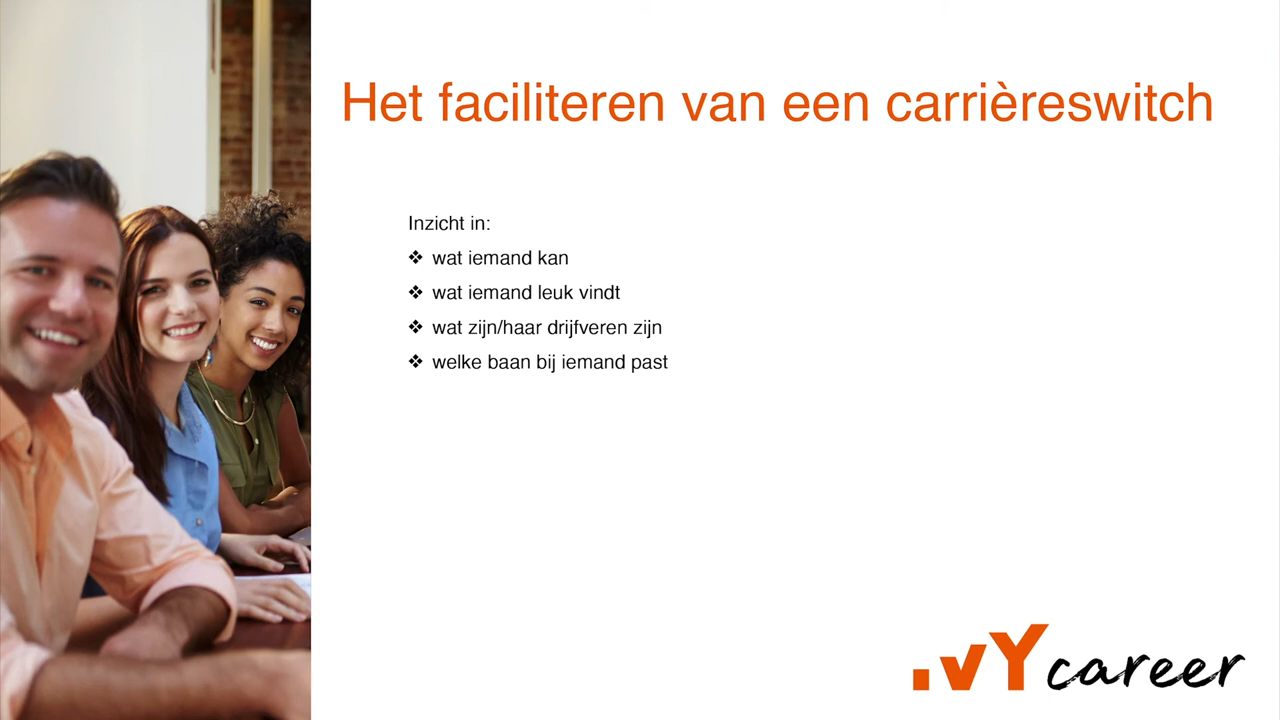 Het faciliteren van een carrièreswitch
Inzicht in:
❖ wat iemand kan
❖ wat iemand leuk vindt
❖ wat zijn/haar drijfveren zijn
❖ welke baan bij iemand past
.vY career